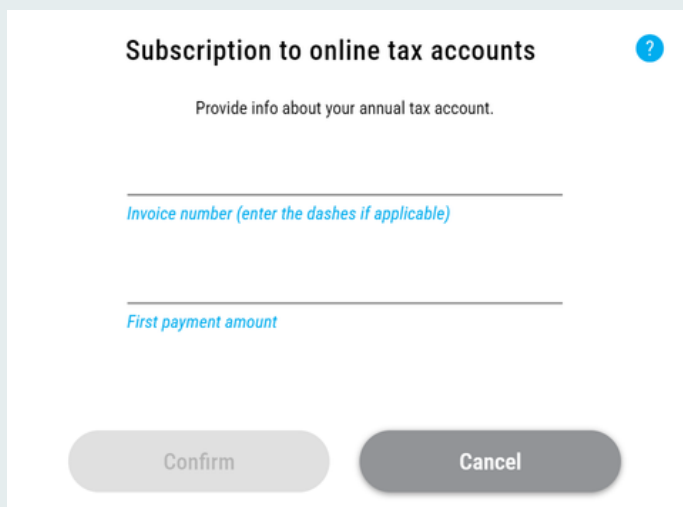 Subscription to online tax accounts
?
Provide info about your annual tax account.
Invoice number (enter the dashes if applicable)
First payment amount
Confirm
Cancel